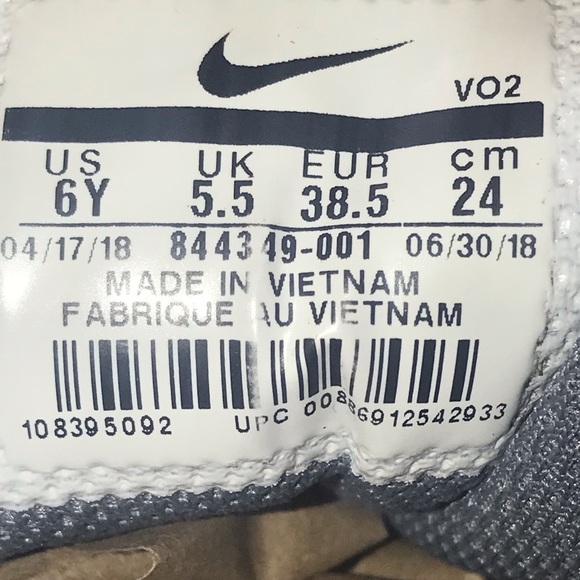 VO2
US UK EUR cm
6Y 5.5 38.5 24
04/17/18 844349-001 06/30/18
MADE IN VIETNAM
FABRIQUE AU VIETNAM
108395092 UPC 00886912542933